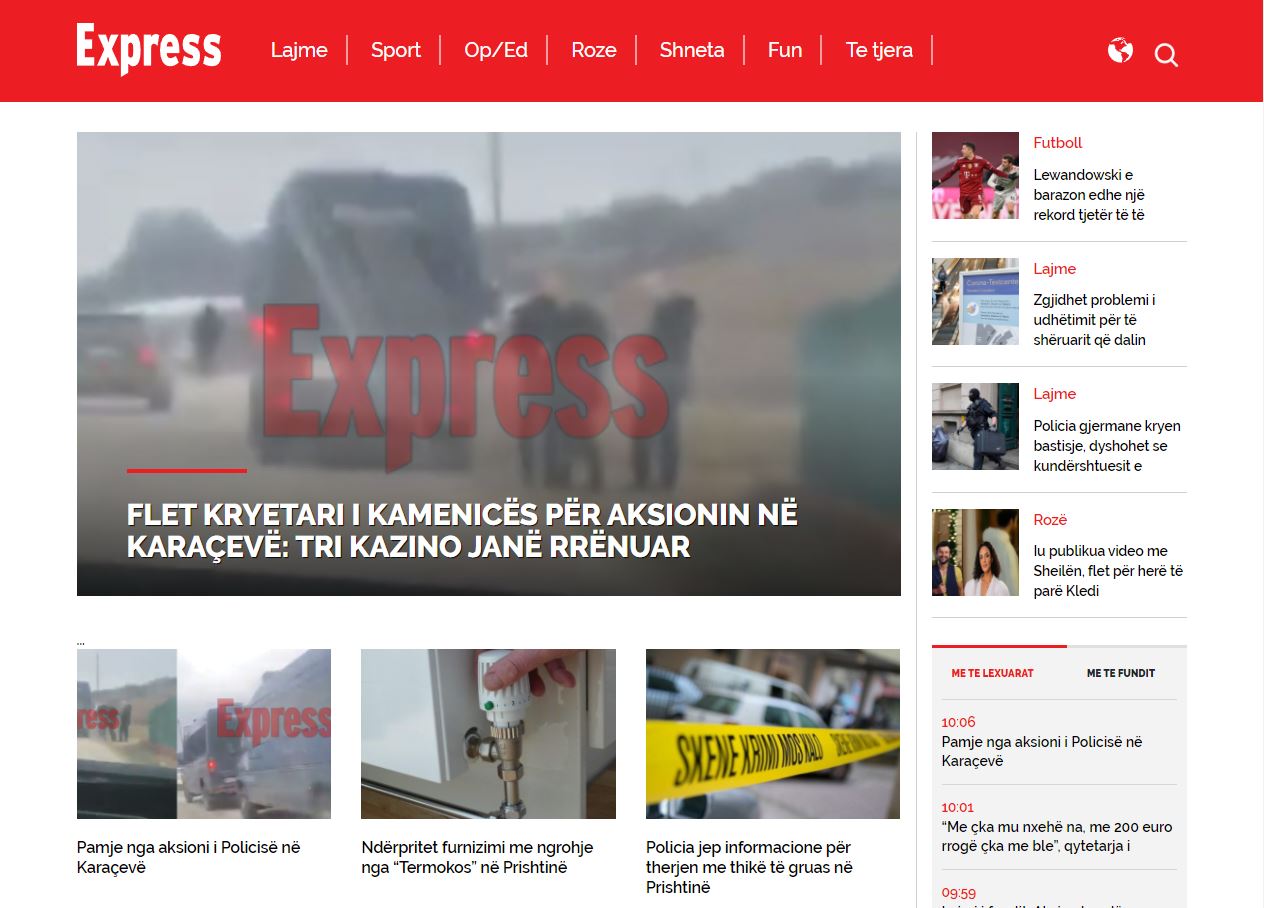 Express
Lajme
Sport
Op/Ed
Roze
Shneta
Fun
Te tjera
Express
FLET KRYETARI I KAMENICËS PËR AKSIONIN NË
KARAÇEVË: TRI KAZINO JANË RRËNUAR
...
Express
Pamje nga aksioni i Policisë në
Karaçevë
Ndërpritet furnizimi me ngrohje
nga “Termokos” në Prishtinë
SKENE KRIMI MOS KALO
Policia jep informacione për
therjen me thikë të gruas në
Prishtinë
Futboll
Lewandowski e
barazon edhe një
rekord tjetër të të
Lajme
Zgjidhet problemi i
udhëtimit për të
shëruarit që dalin
Lajme
Policia gjermane kryen
bastisje, dyshohet se
kundërshtuesit e
Rozë
Iu publikua video me
Sheilën, flet për herë të
parë Kledi
ME TE LEXUARAT
ME TE FUNDIT
10:06
Pamje nga aksioni i Policisë në
Karaçevë
10:01
“Me çka mu nxehë na, me 200 euro
rrogë çka me ble”, qytetarja i
09:59